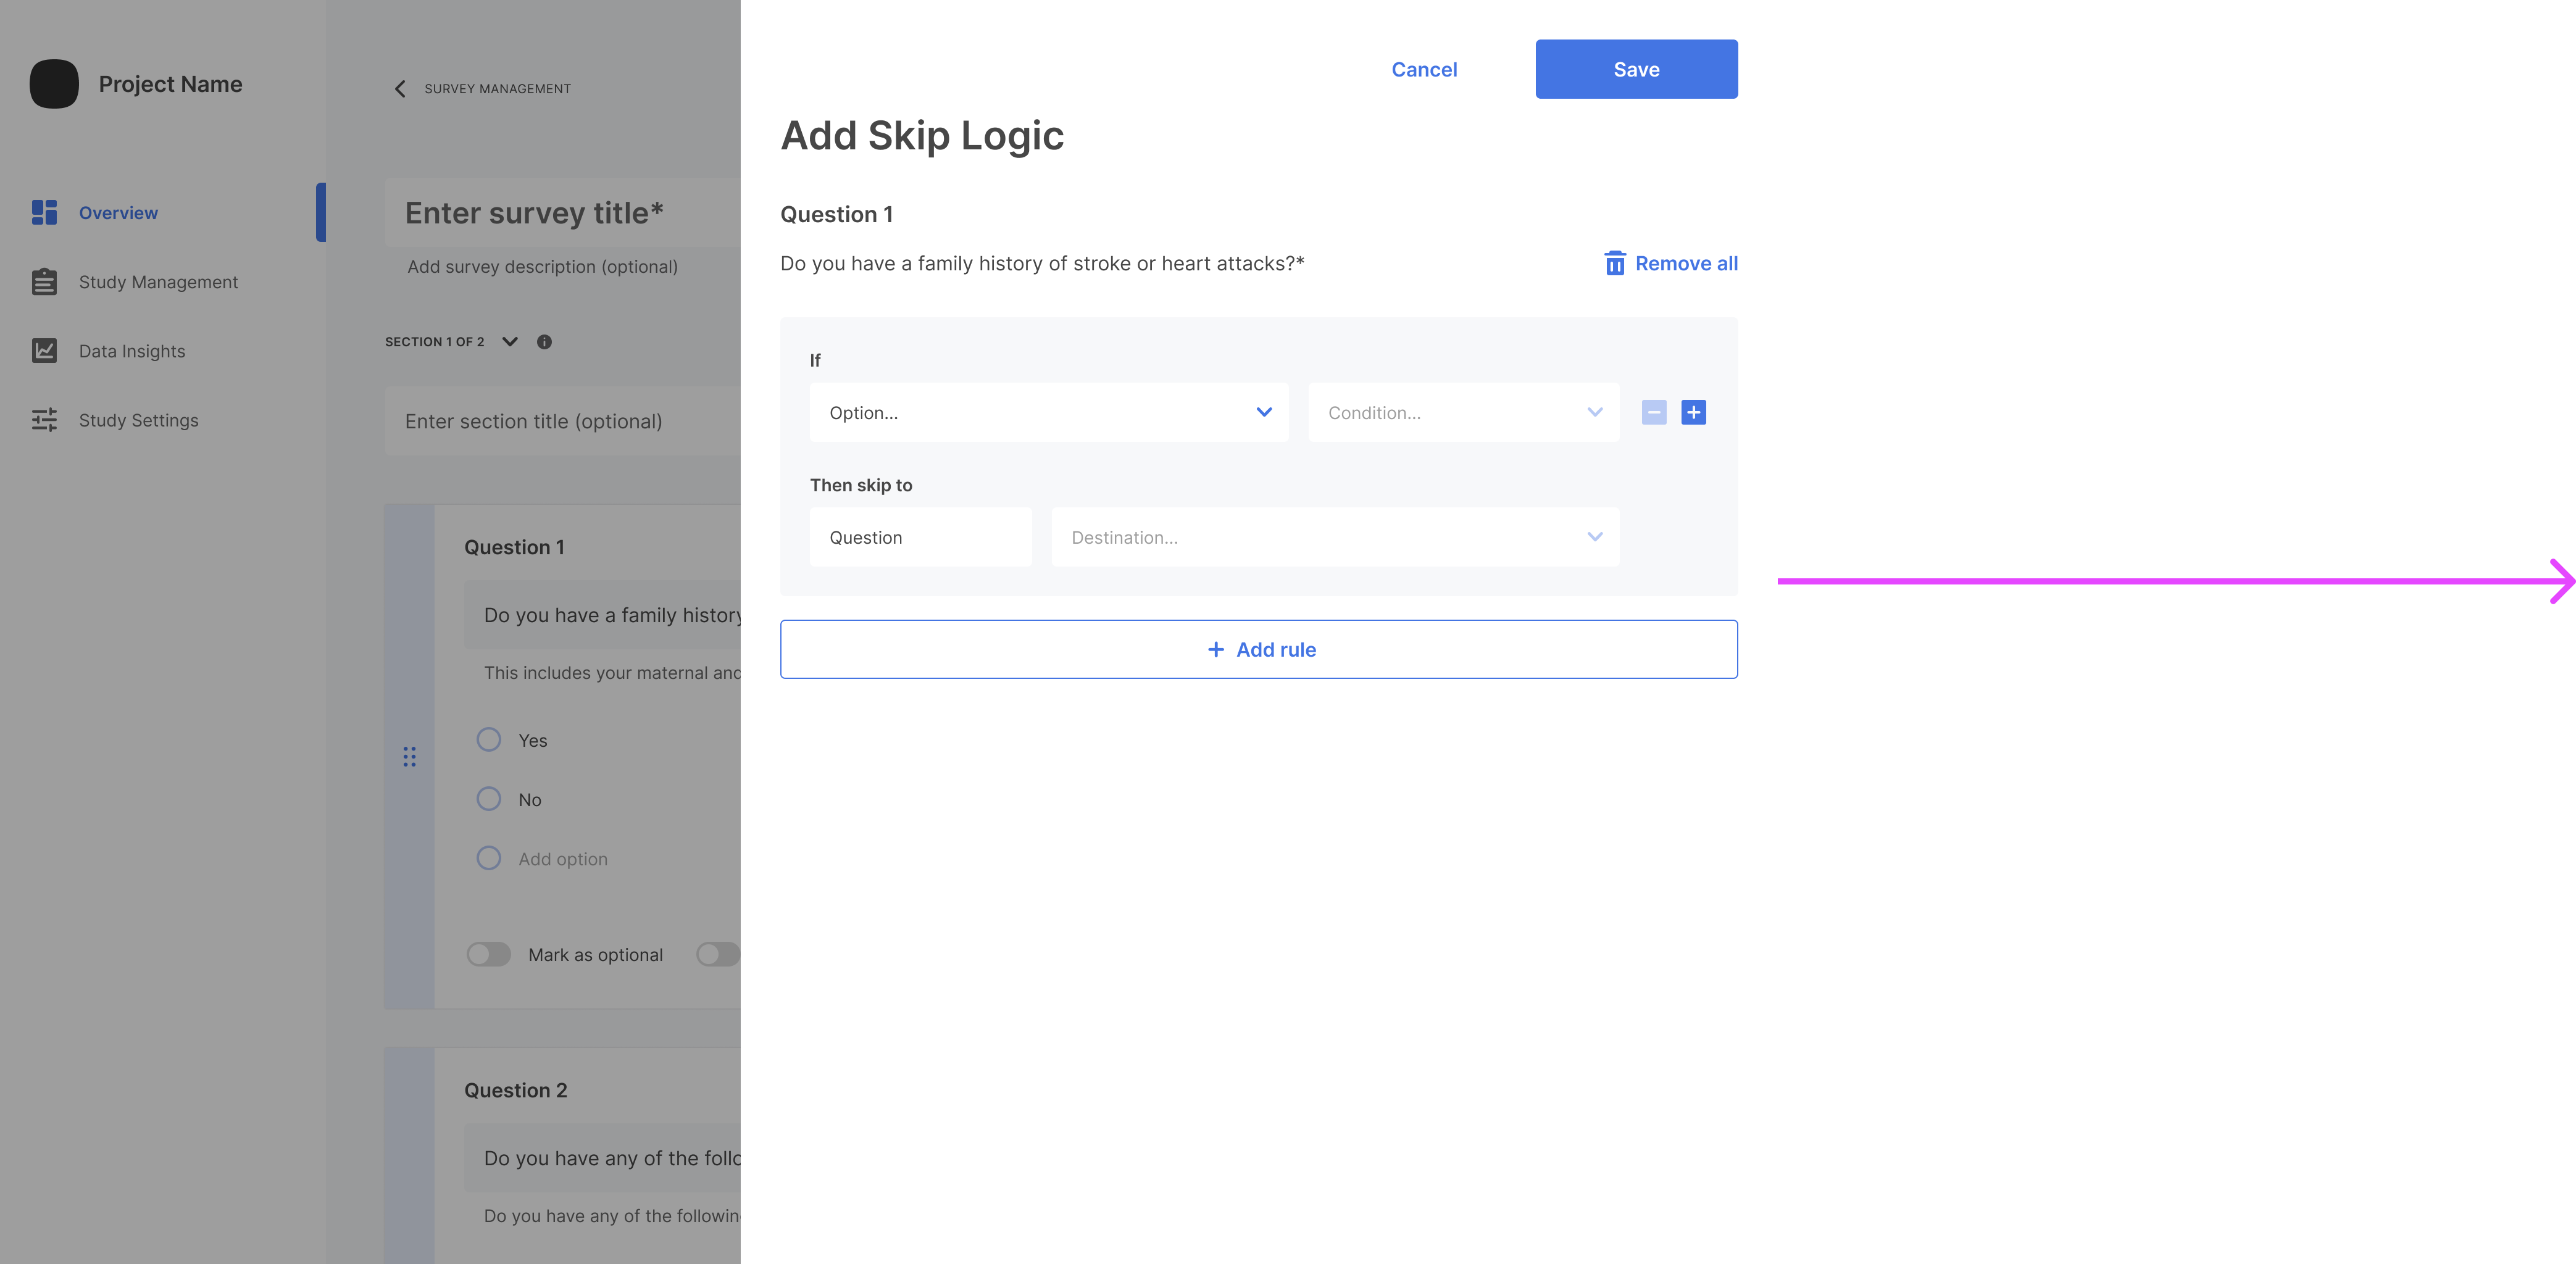 Project Name
Overview
Study Management
Data Insights
Study Settings
SURVEY MANAGEMENT
Enter survey title*
Add survey description (optional)
SECTION 1 OF 2
Enter section title (optional)
Question 1
Do you have a family history
This includes your maternal and
Yes
No
Add option
Mark as optional
Question 2
Do you have any of the follo
Do you have any of the followin
Cancel
Save
Add Skip Logic
Question 1
Do you have a family history of stroke or heart attacks?*
Remove all
If
Option...
Condition...
Then skip to
Question
Destination...
+ Add rule